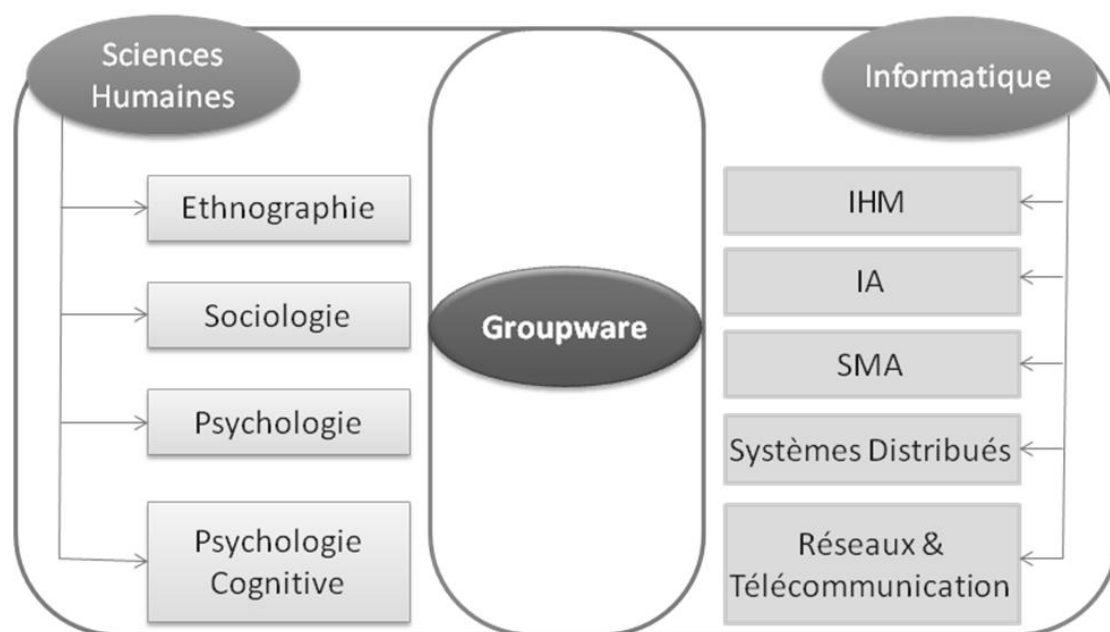 Sciences
Humaines
Ethnographie
Sociologie
Psychologie
Psychologie
Cognitive
Groupware
Informatique
IHM
IA
SMA
Systèmes Distribués
Réseaux &
Télécommunication